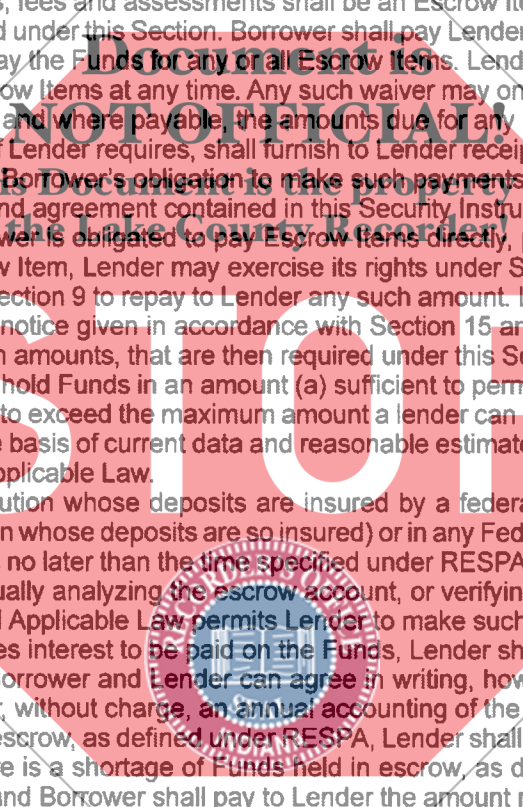 , fees and assessments shall be an Escrow Ite
d under this Section. Borrower shall pay Lender
ay the Funds for any or all Escrow Items. Lend
Document is
ow Items at any time. Any such waiver may on
and where payable, the amounts due for any
NOT OFFICIAL!
f Lender requires, shall furnish to Lender recei
Borrower's obligation to make such payments
is Document is the property
nd agreement contained in this Security Instru
the Lake County Recorder!
wer is obligated to pay Escrow Items directly,
w Item, Lender may exercise its rights under S
ection 9 to repay to Lender any such amount.
notice given in accordance with Section 15 an
n amounts, that are then required under this Se
STOP
hold Funds in an amount (a) sufficient to perm
to exceed the maximum amount a lender can
e basis of current data and reasonable estimate
pplicable Law.
ution whose deposits are insured by a federa
n whose deposits are so insured) or in any Fed
no later than the time specified under RESPA
ually analyzing the escrow account, or verifyin
RECORDER'S OFFICE
d Applicable Law permits Lender to make such
es interest to be paid on the Funds, Lender sh
orrower and Lender can agree in writing, how
, without charge, an annual accounting of the
escrow, as defined under RESPA, Lender shall
re is a shortage of Funds held in escrow, as d
nd Borrower shall pay to Lender the amount n